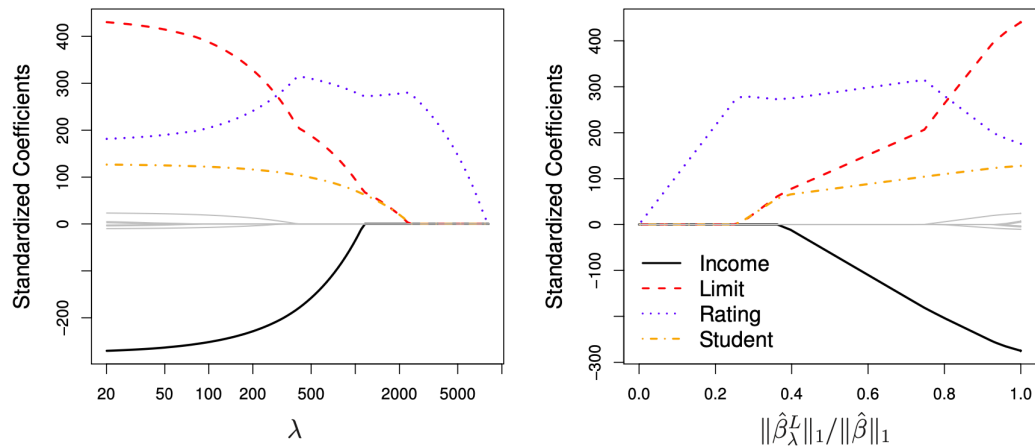 Standardized Coefficients
400
300
200
100
0
-200
20 50 100 200 500 2000 5000
λ
Standardized Coefficients
400
300
200
100
0
-100
-300
Income
Limit
Rating
Student
0.0 0.2 0.4 0.6 0.8 1.0
‖β̂ᴸ_λ‖₁/‖β̂‖₁